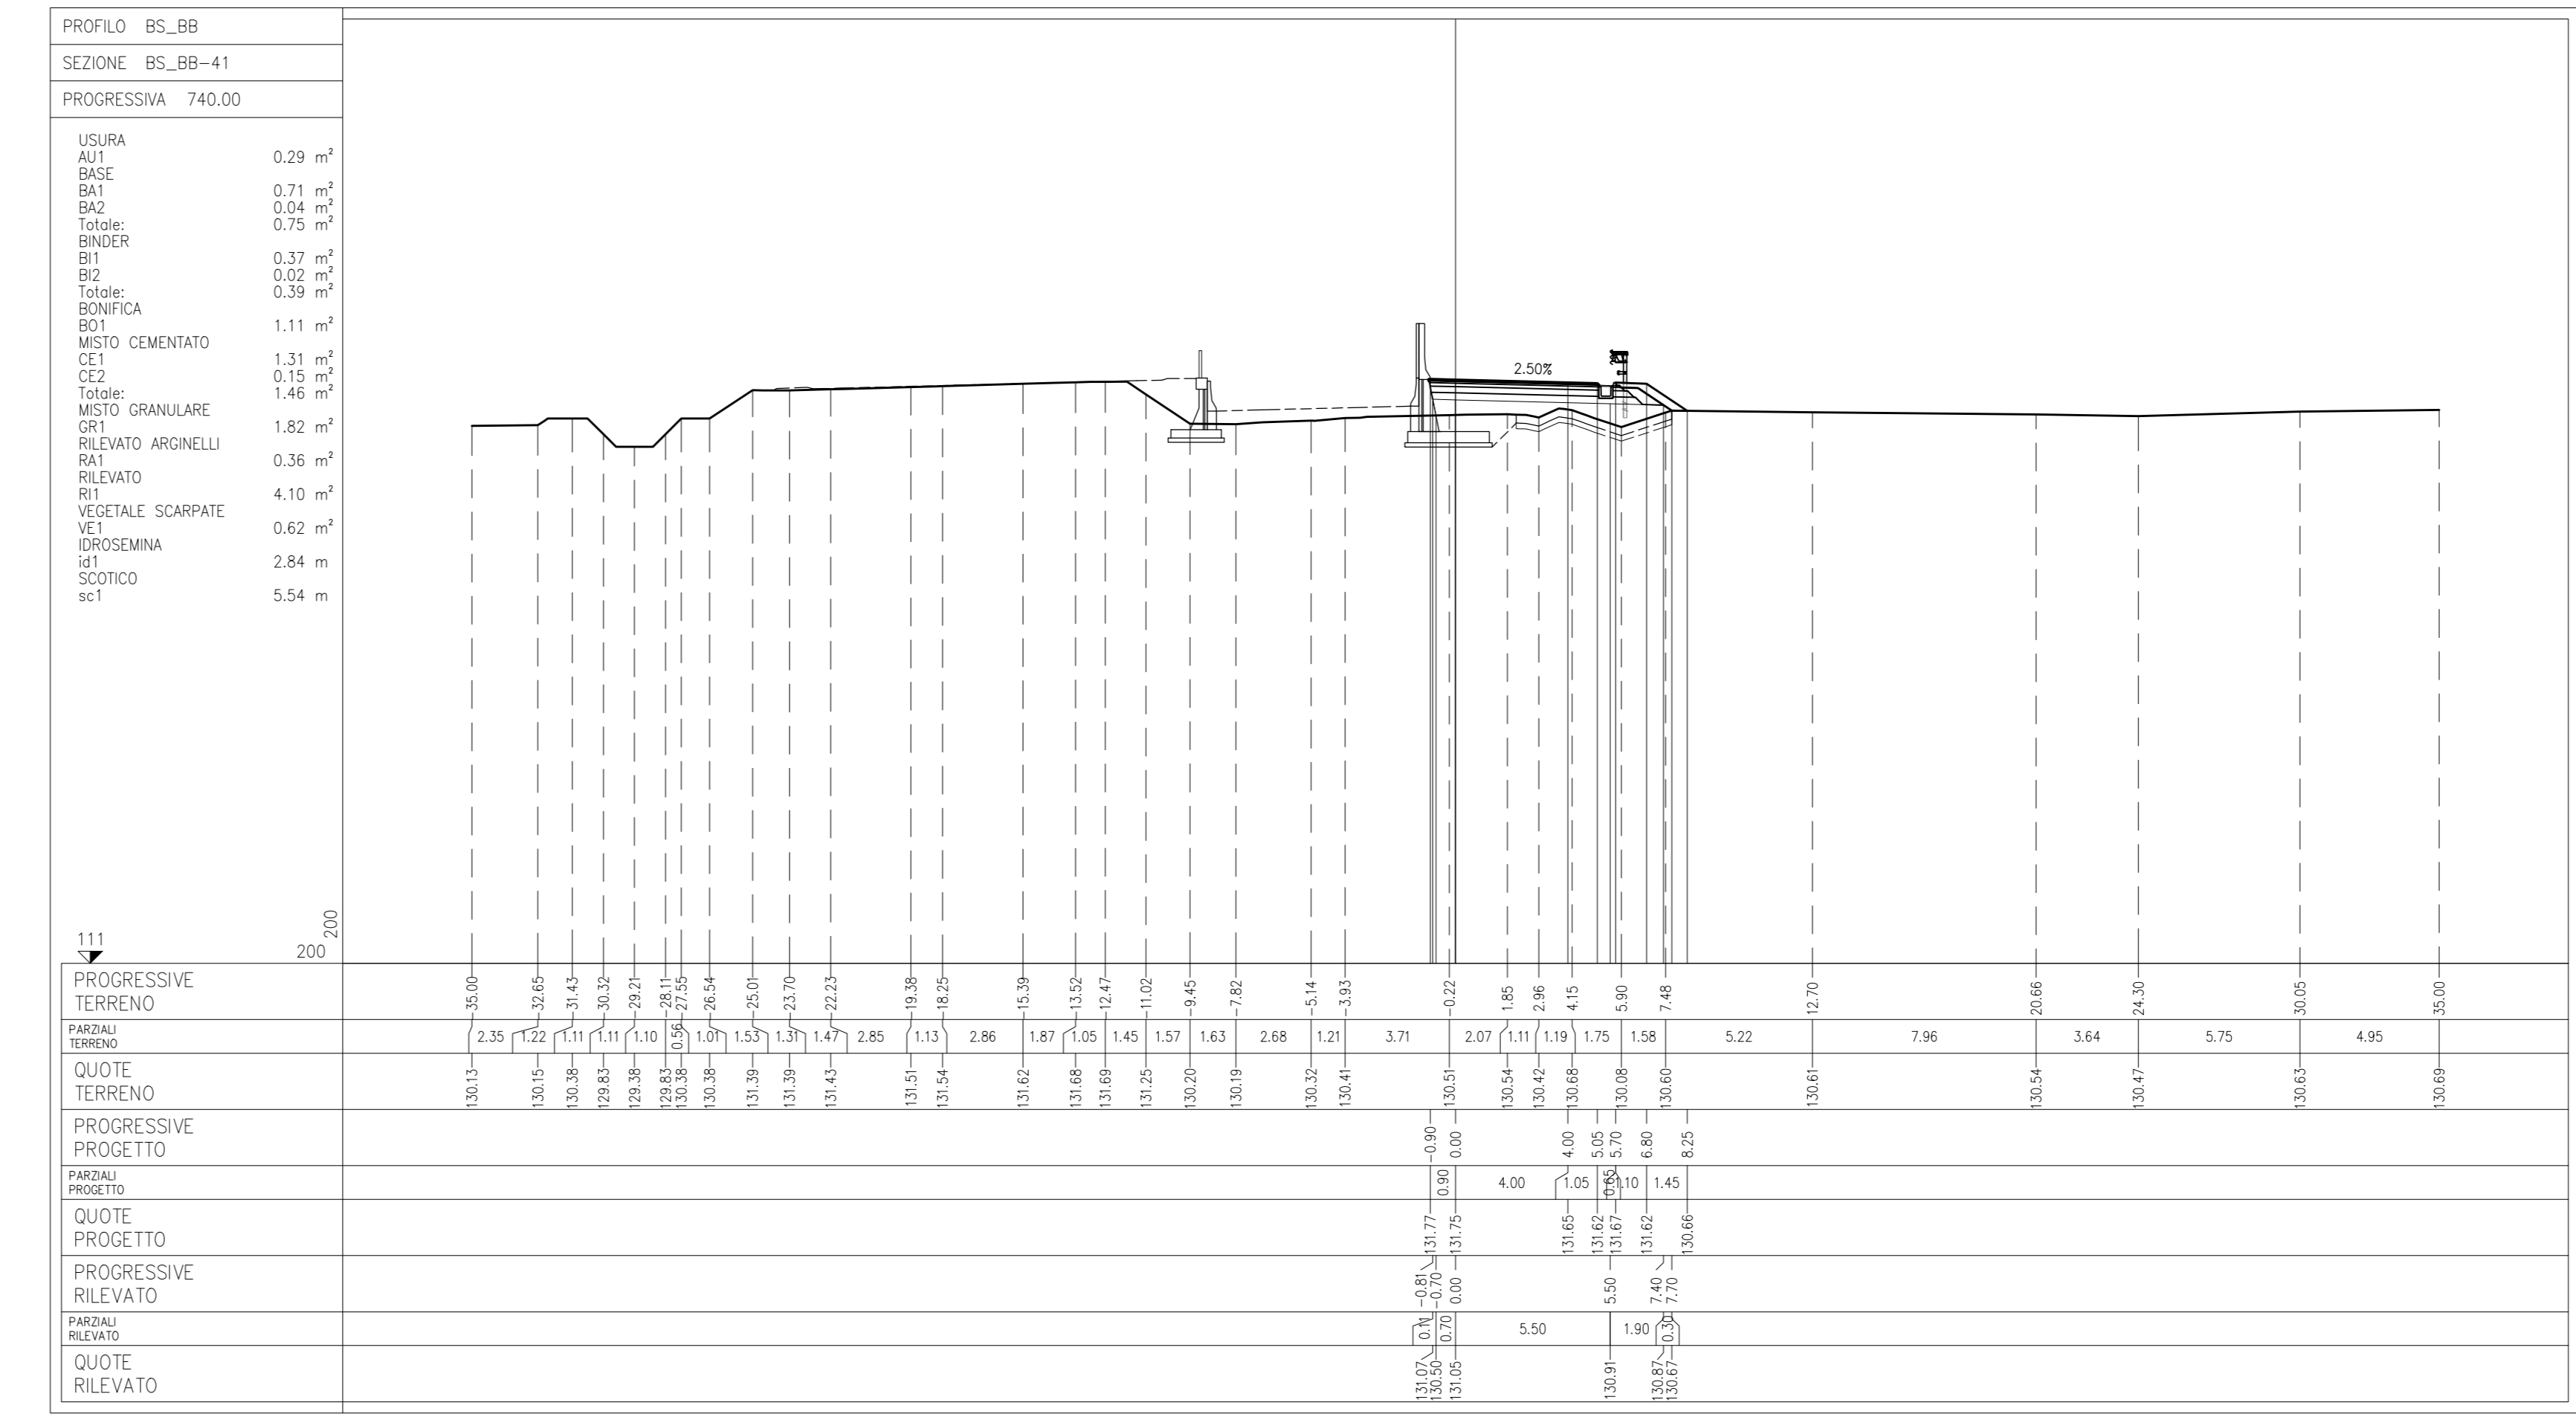 PROFILO BS_BB
SEZIONE BS_BB-41
PROGRESSIVA 740.00
USURA
AU1 0.29 m²
BASE
BA1 0.71 m²
BA2 0.04 m²
Totale: 0.75 m²
BINDER
BI1 0.37 m²
BI2 0.02 m²
Totale: 0.39 m²
BONIFICA
BO1 1.11 m²
MISTO CEMENTATO
CE1 1.31 m²
CE2 0.15 m²
Totale: 1.46 m²
MISTO GRANULARE
GR1 1.82 m²
RILEVATO ARGINELLI
RA1 0.36 m²
RILEVATO
RI1 4.10 m²
VEGETALE SCARPATE
VE1 0.62 m²
IDROSEMINA
id1 2.84 m
SCOTICO
sc1 5.54 m
2.50%
111
200
200
PROGRESSIVE
TERRENO
-35.00 -32.65 -31.43 -30.32 -29.21 -28.11 -27.55 -26.54 -25.01 -23.70 -22.23 -19.38 -18.25 -15.39 -13.52 -12.47 -11.02 -9.45 -7.82 -5.14 -3.93 -0.22 1.85 2.96 4.15 5.90 7.48 12.70 20.66 24.30 30.05 35.00
PARZIALI
TERRENO
2.35 1.22 1.11 1.11 1.10 0.56 1.01 1.53 1.31 1.47 2.85 1.13 2.86 1.87 1.05 1.45 1.57 1.63 2.68 1.21 3.71 2.07 1.11 1.19 1.75 1.58 5.22 7.96 3.64 5.75 4.95
QUOTE
TERRENO
130.13 130.15 130.38 129.83 129.38 129.83 130.38 130.38 131.39 131.39 131.43 131.51 131.54 131.62 131.68 131.69 131.25 130.20 130.19 130.32 130.41 130.51 130.54 130.42 130.68 130.08 130.60 130.61 130.54 130.47 130.63 130.69
PROGRESSIVE
PROGETTO
-0.90 0.00 4.00 5.05 5.70 6.80 8.25
PARZIALI
PROGETTO
0.90 4.00 1.05 0.65 1.10 1.45
QUOTE
PROGETTO
131.77 131.75 131.65 131.62 131.67 131.62 130.66
PROGRESSIVE
RILEVATO
-0.81 -0.70 0.00 5.50 7.40 7.70
PARZIALI
RILEVATO
0.11 0.70 5.50 1.90 0.30
QUOTE
RILEVATO
131.07 130.50 131.05 130.91 130.87 130.67